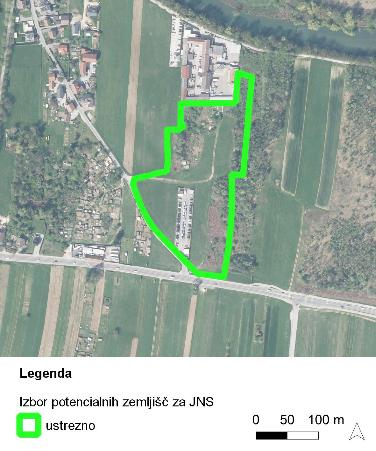 Legenda
Izbor potencialnih zemljišč za JNS
ustrezno
0 50 100 m